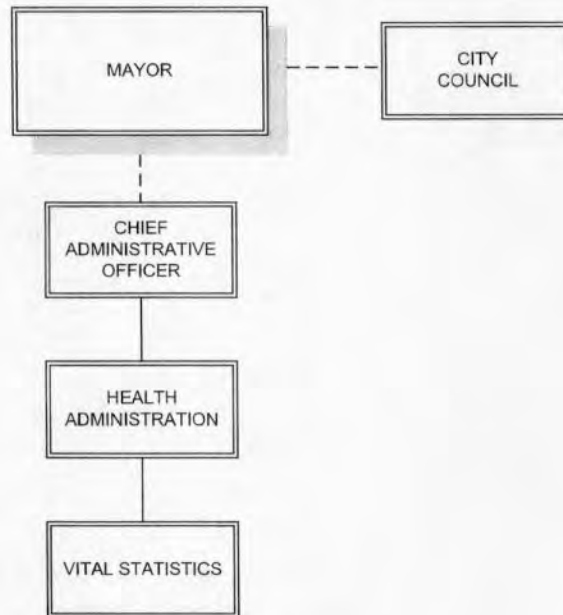 MAYOR
CITY
COUNCIL
CHIEF
ADMINISTRATIVE
OFFICER
HEALTH
ADMINISTRATION
VITAL STATISTICS